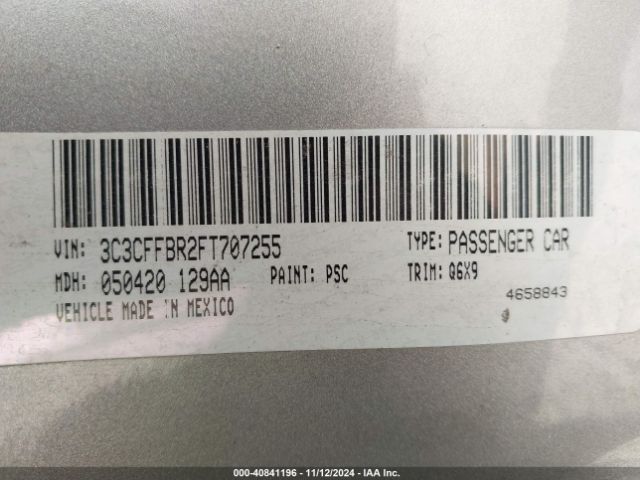 VIN: 3C3CFFBR2FT707255 TYPE: PASSENGER CAR
MDH: 050420 129AA PAINT: PSC TRIM: Q6X9
VEHICLE MADE IN MEXICO 4658843
000-40841196 - 11/12/2024 - IAA Inc.